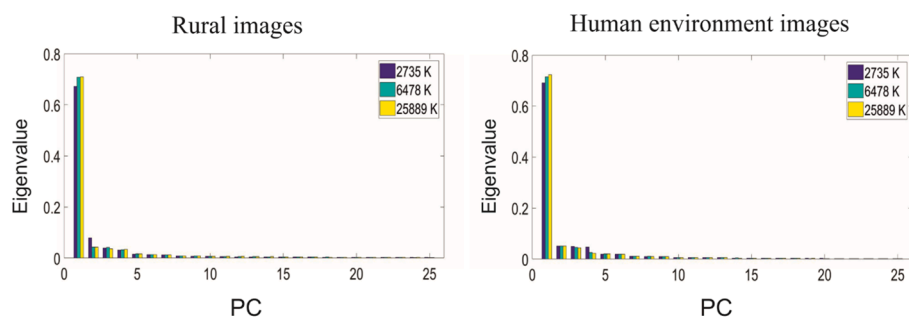 Rural images
Human environment images
0.8
0.6
0.4
0.2
0
Eigenvalue
2735 K
6478 K
25889 K
0 5 10 15 20 25
PC
0.8
0.6
0.4
0.2
0
Eigenvalue
2735 K
6478 K
25889 K
0 5 10 15 20 25
PC